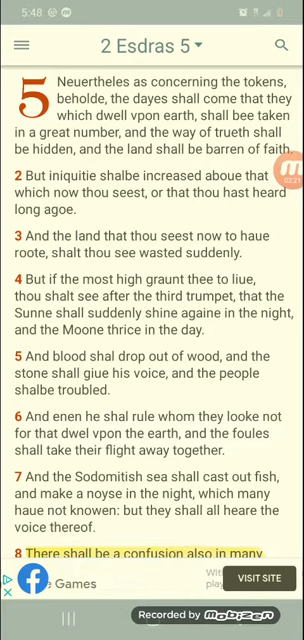 5:48
2 Esdras 5
5 Neuertheles as concerning the tokens,
beholde, the dayes shall come that they
which dwell vpon earth, shall bee taken
in a great number, and the way of trueth shall
be hidden, and the land shall be barren of faith.
2 But iniquitie shalbe increased aboue that
which now thou seest, or that thou hast heard
long agoe.
02:21
3 And the land that thou seest now to haue
roote, shalt thou see wasted suddenly.
4 But if the most high graunt thee to liue,
thou shalt see after the third trumpet, that the
Sunne shall suddenly shine againe in the night,
and the Moone thrice in the day.
5 And blood shal drop out of wood, and the
stone shall giue his voice, and the people
shalbe troubled.
6 And enen he shal rule whom they looke not
for that dwel vpon the earth, and the foules
shall take their flight away together.
7 And the Sodomitish sea shall cast out fish,
and make a noyse in the night, which many
haue not knowen: but they shall all heare the
voice thereof.
8 There shall be a confusion also in many
Games
VISIT SITE
Recorded by mobizen